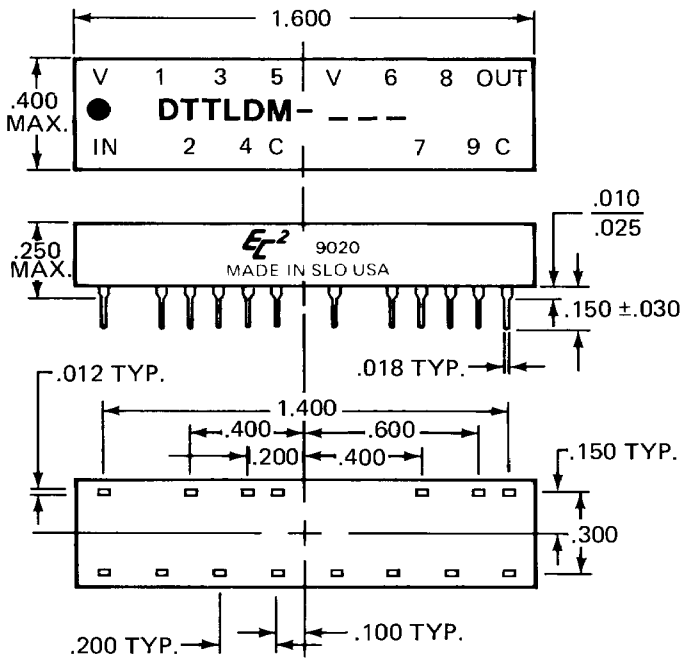 1.600
.400
MAX.
V 1 3 5 V 6 8 OUT
DTTLDM- _ _ _
IN 2 4 C 7 9 C
.250
MAX.
EC² 9020
MADE IN SLO USA
.010
.025
.150 ±.030
.018 TYP.
.012 TYP.
1.400
.400 .600
.200 .400
.150 TYP.
.300
.200 TYP.
.100 TYP.